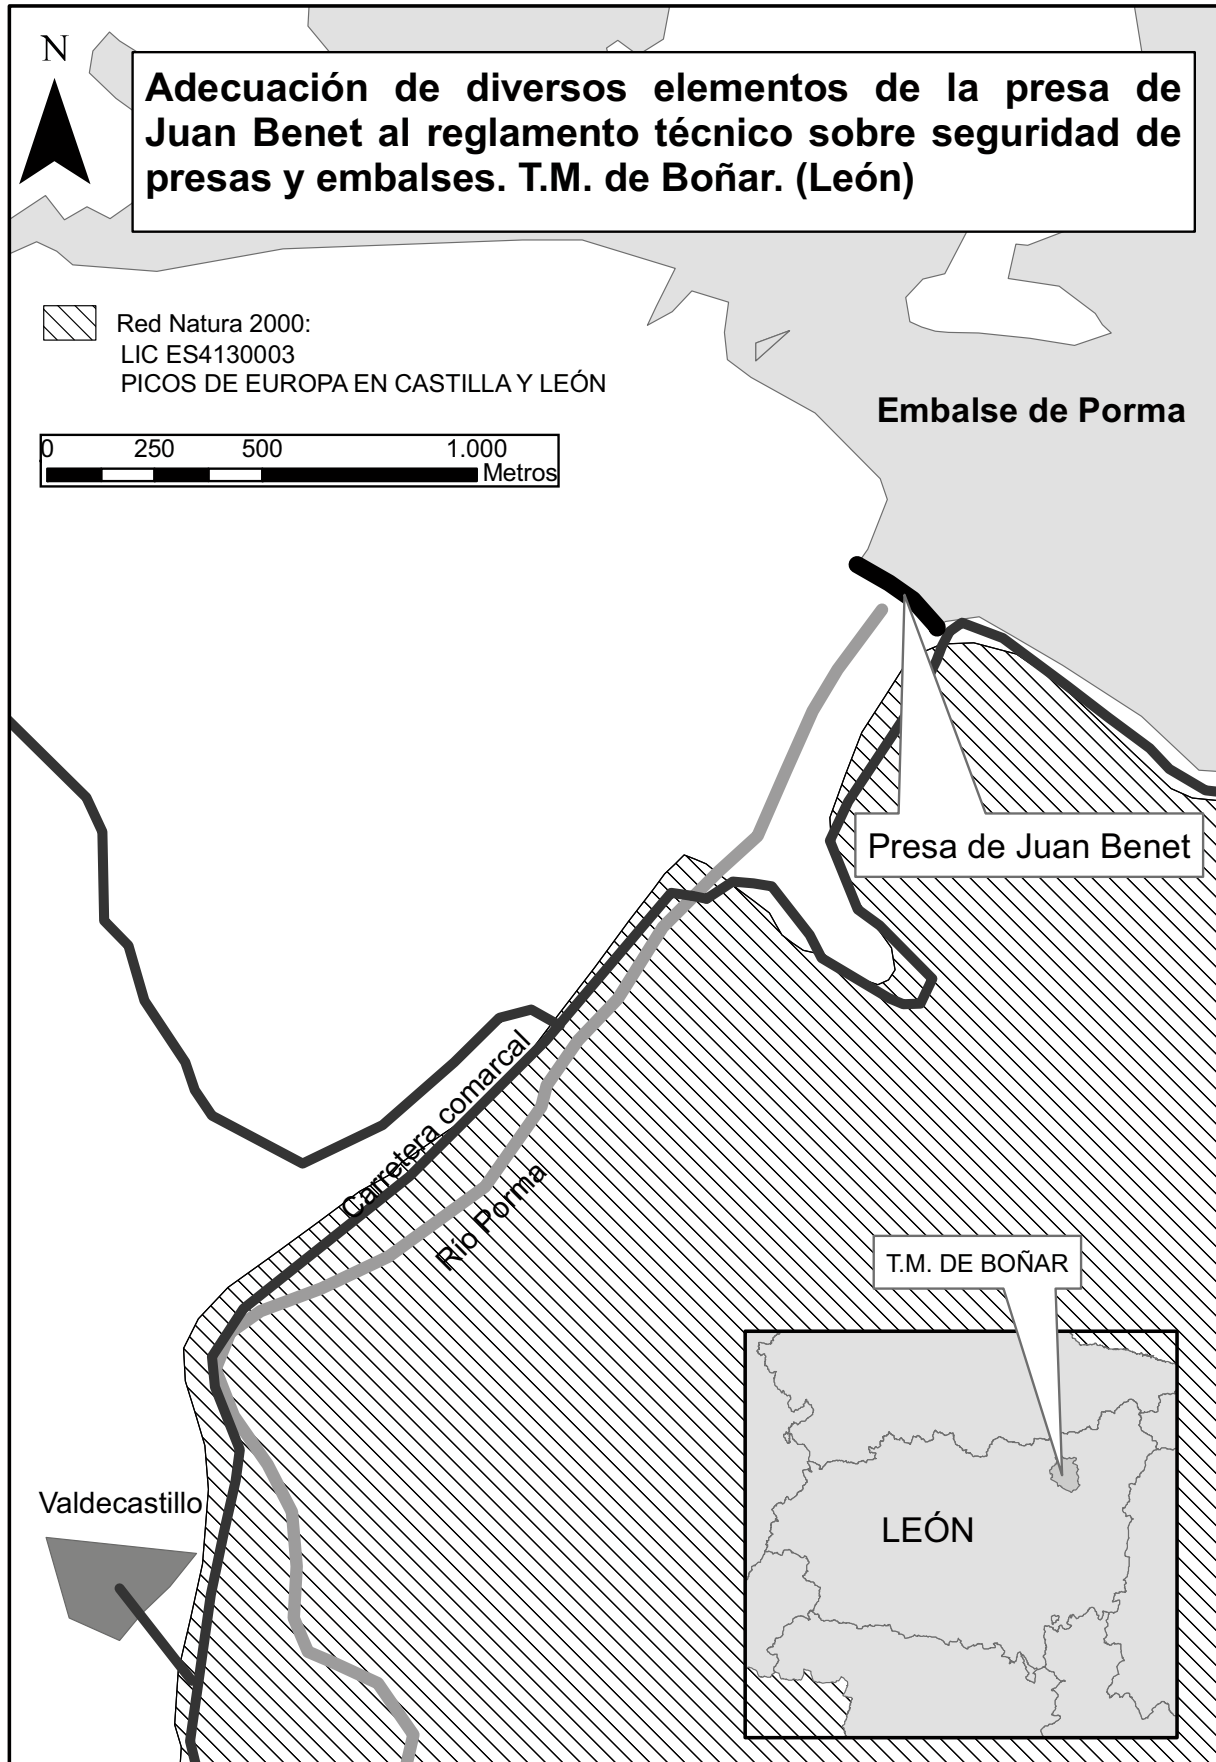 N
Adecuación de diversos elementos de la presa de
Juan Benet al reglamento técnico sobre seguridad de
presas y embalses. T.M. de Boñar. (León)
Red Natura 2000:
LIC ES4130003
PICOS DE EUROPA EN CASTILLA Y LEÓN
Embalse de Porma
0 250 500 1.000
Metros
Presa de Juan Benet
Carretera comarcal
Río Porma
T.M. DE BOÑAR
Valdecastillo
LEÓN